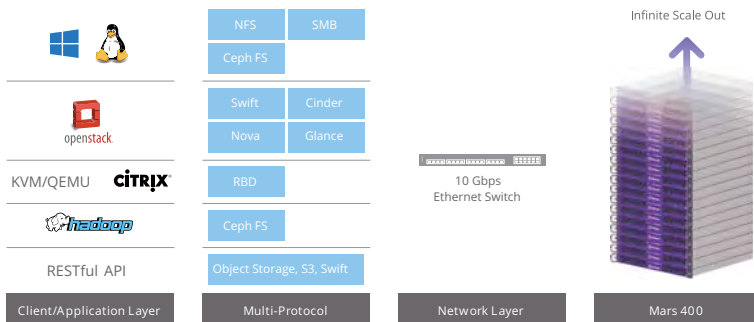 Infinite Scale Out
NFS
SMB
Ceph FS
openstack.
Swift
Cinder
Nova
Glance
KVM/QEMU
CITRIX
RBD
10 Gbps
Ethernet Switch
hadoop
Ceph FS
RESTful API
Object Storage, S3, Swift
Client/Application Layer
Multi-Protocol
Network Layer
Mars 400